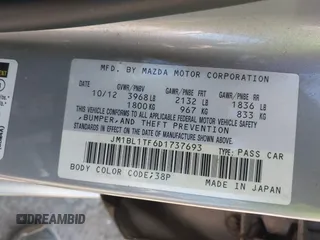 MFD. BY MAZDA MOTOR CORPORATION
GVWR/PNBV GAWR/PNBE FRT GAWR/PNBE RR
10/12 3968LB 2132 LB 1836 LB
1800KG 967 KG 833 KG
THIS VEHICLE CONFORMS TO ALL APPLICABLE FEDERAL MOTOR VEHICLE SAFETY
, BUMPER, AND THEFT PREVENTION
STANDARDS IN EFFECT ON THE DATE OF MANUFACTURE SHOWN ABOVE.
JM1BL1TF6D1737693 TYPE: PASS CAR
BODY COLOR CODE:38P MADE IN JAPAN
DREAMBID